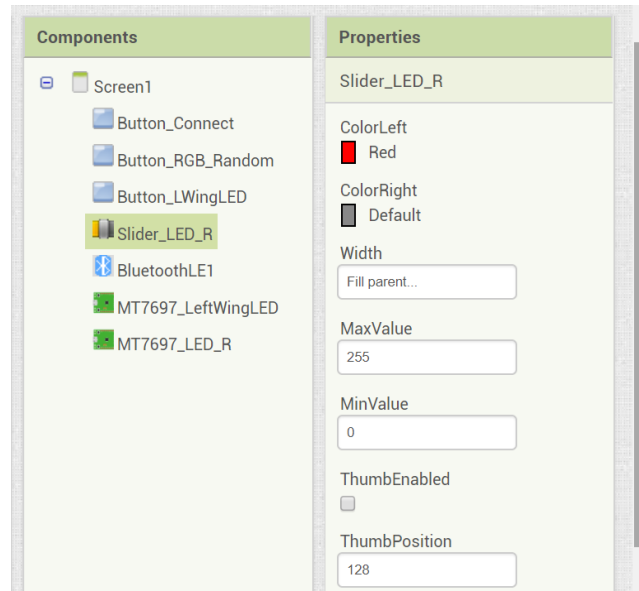 Components
Screen1
Button_Connect
Button_RGB_Random
Button_LWingLED
Slider_LED_R
BluetoothLE1
MT7697_LeftWingLED
MT7697_LED_R
Properties
Slider_LED_R
ColorLeft
Red
ColorRight
Default
Width
Fill parent...
MaxValue
255
MinValue
0
ThumbEnabled
ThumbPosition
128